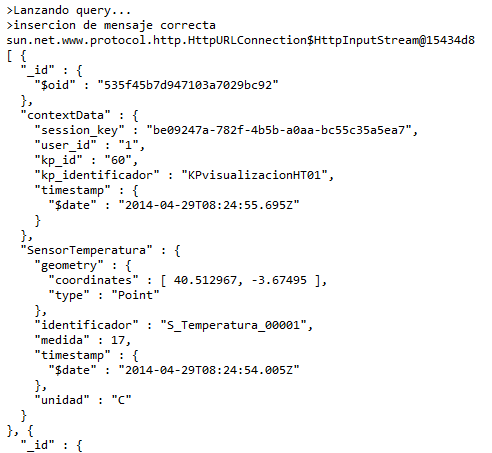 >Lanzando query...
>insercion de mensaje correcta
sun.net.www.protocol.http.HttpURLConnection$HttpInputStream@15434d8
[ {
  "_id" : {
    "$oid" : "535f45b7d947103a7029bc92"
  },
  "contextData" : {
    "session_key" : "be09247a-782f-4b5b-a0aa-bc55c35a5ea7",
    "user_id" : "1",
    "kp_id" : "60",
    "kp_identificador" : "KPvisualizacionHT01",
    "timestamp" : {
      "$date" : "2014-04-29T08:24:55.695Z"
    }
  },
  "SensorTemperatura" : {
    "geometry" : {
      "coordinates" : [ 40.512967, -3.67495 ],
      "type" : "Point"
    },
    "identificador" : "S_Temperatura_00001",
    "medida" : 17,
    "timestamp" : {
      "$date" : "2014-04-29T08:24:54.005Z"
    },
    "unidad" : "C"
  }
}, {
  "_id" : {